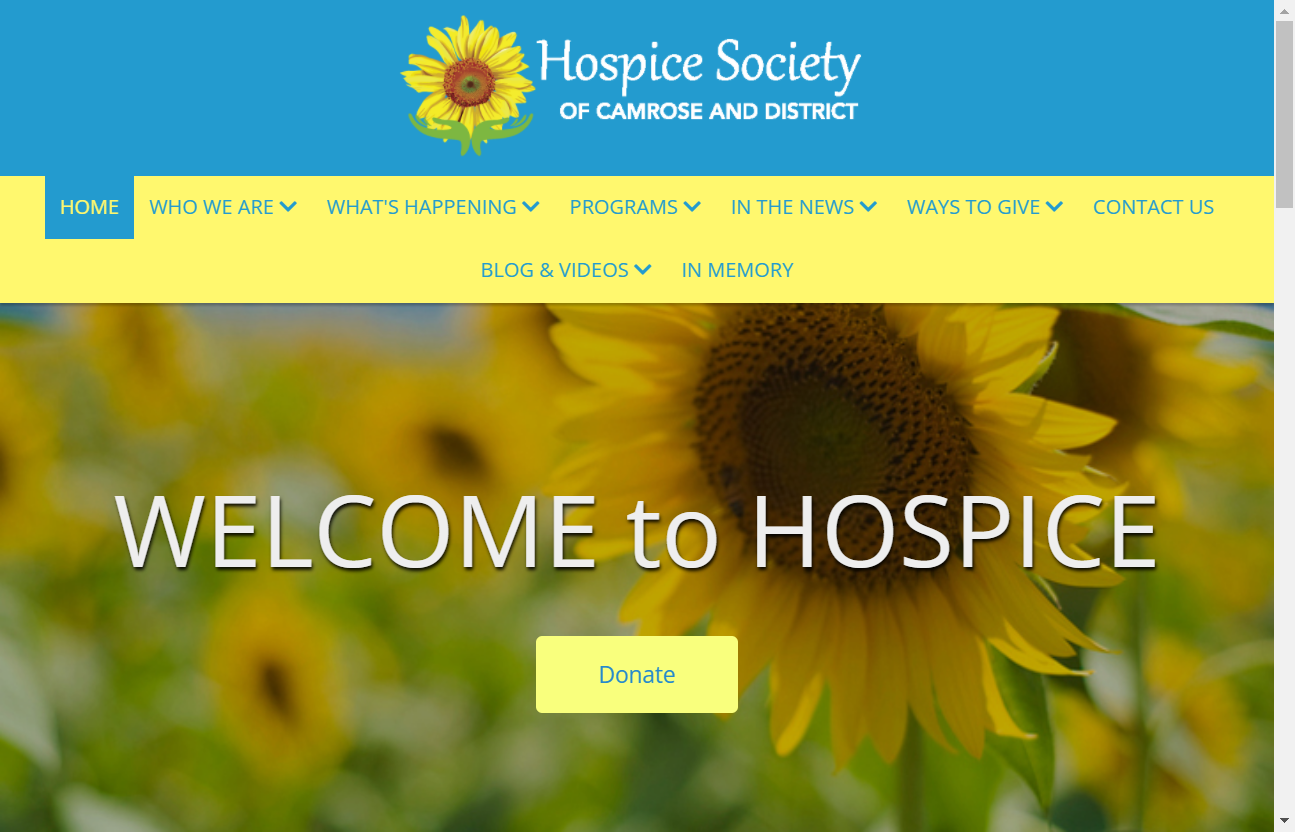 Hospice Society
OF CAMROSE AND DISTRICT
HOME WHO WE ARE WHAT'S HAPPENING PROGRAMS IN THE NEWS WAYS TO GIVE CONTACT US
BLOG & VIDEOS IN MEMORY
WELCOME to HOSPICE
Donate